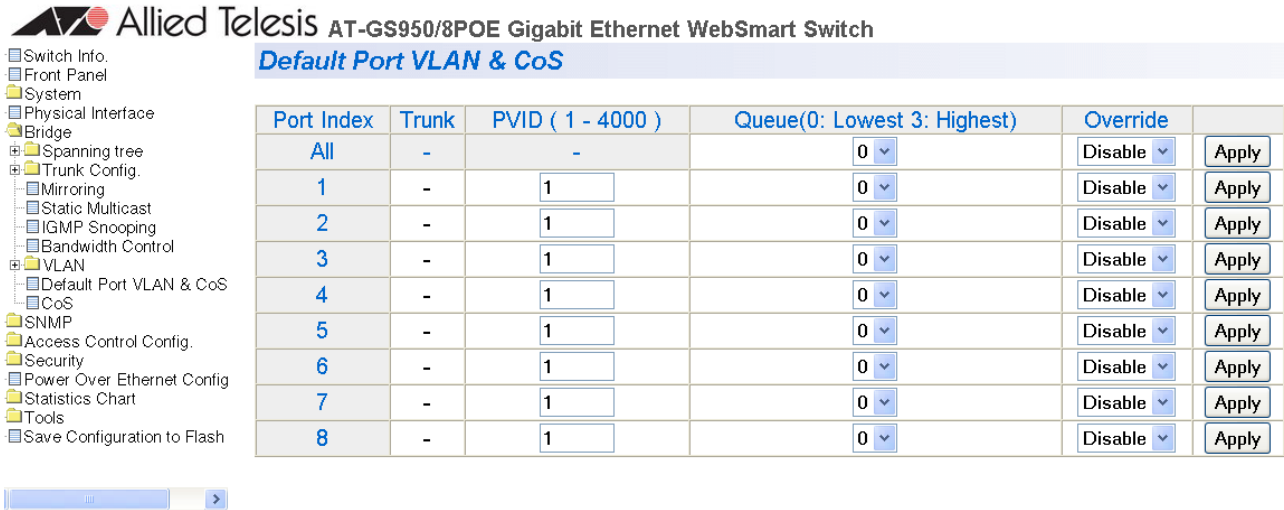 Allied Telesis AT-GS950/8POE Gigabit Ethernet WebSmart Switch
Switch Info.
Front Panel
System
Physical Interface
Bridge
Spanning tree
Trunk Config.
Mirroring
Static Multicast
IGMP Snooping
Bandwidth Control
VLAN
Default Port VLAN & CoS
CoS
SNMP
Access Control Config.
Security
Power Over Ethernet Config
Statistics Chart
Tools
Save Configuration to Flash
Default Port VLAN & CoS
Port Index Trunk PVID ( 1 - 4000 ) Queue(0: Lowest 3: Highest) Override
All - - 0 Disable Apply
1 - 1 0 Disable Apply
2 - 1 0 Disable Apply
3 - 1 0 Disable Apply
4 - 1 0 Disable Apply
5 - 1 0 Disable Apply
6 - 1 0 Disable Apply
7 - 1 0 Disable Apply
8 - 1 0 Disable Apply